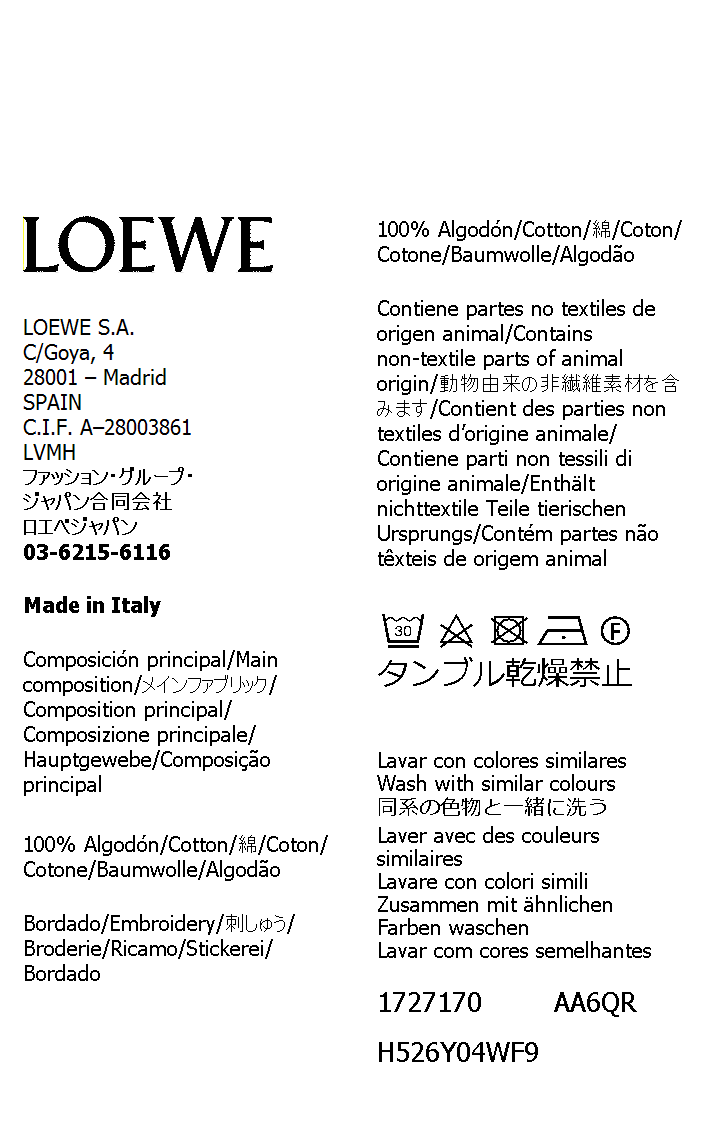 LOEWE
LOEWE S.A.
C/Goya, 4
28001 – Madrid
SPAIN
C.I.F. A–28003861
LVMH
ファッション・グループ・
ジャパン合同会社
ロエベジャパン
03-6215-6116
Made in Italy
Composición principal/Main
composition/メインファブリック/
Composition principal/
Composizione principale/
Hauptgewebe/Composição
principal
100% Algodón/Cotton/綿/Coton/
Cotone/Baumwolle/Algodão
Bordado/Embroidery/刺しゅう/
Broderie/Ricamo/Stickerei/
Bordado
100% Algodón/Cotton/綿/Coton/
Cotone/Baumwolle/Algodão
Contiene partes no textiles de
origen animal/Contains
non-textile parts of animal
origin/動物由来の非繊維素材を含
みます/Contient des parties non
textiles d’origine animale/
Contiene parti non tessili di
origine animale/Enthält
nichttextile Teile tierischen
Ursprungs/Contém partes não
têxteis de origem animal
30 F
タンブル乾燥禁止
Lavar con colores similares
Wash with similar colours
同系の色物と一緒に洗う
Laver avec des couleurs
similaires
Lavare con colori simili
Zusammen mit ähnlichen
Farben waschen
Lavar com cores semelhantes
1727170 AA6QR
H526Y04WF9